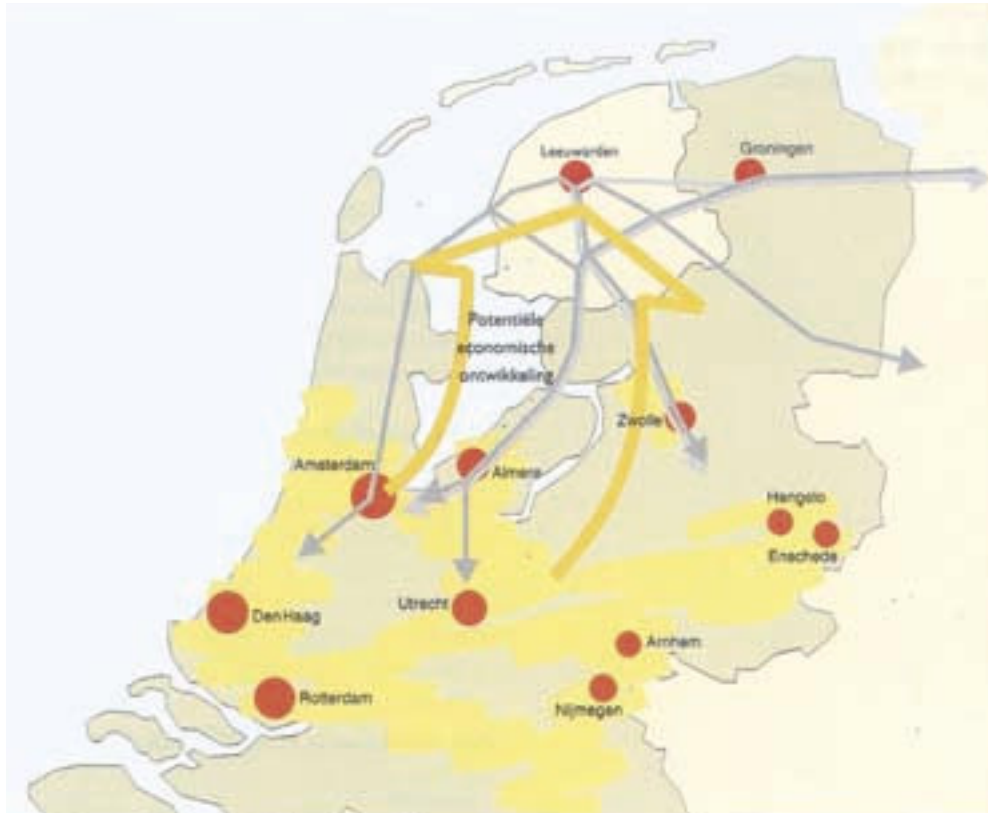 Leeuwarden
Groningen
Potentiële
economische
ontwikkeling
Zwolle
Amsterdam
Almere
Hengelo
Enschede
Den Haag
Utrecht
Arnhem
Rotterdam
Nijmegen